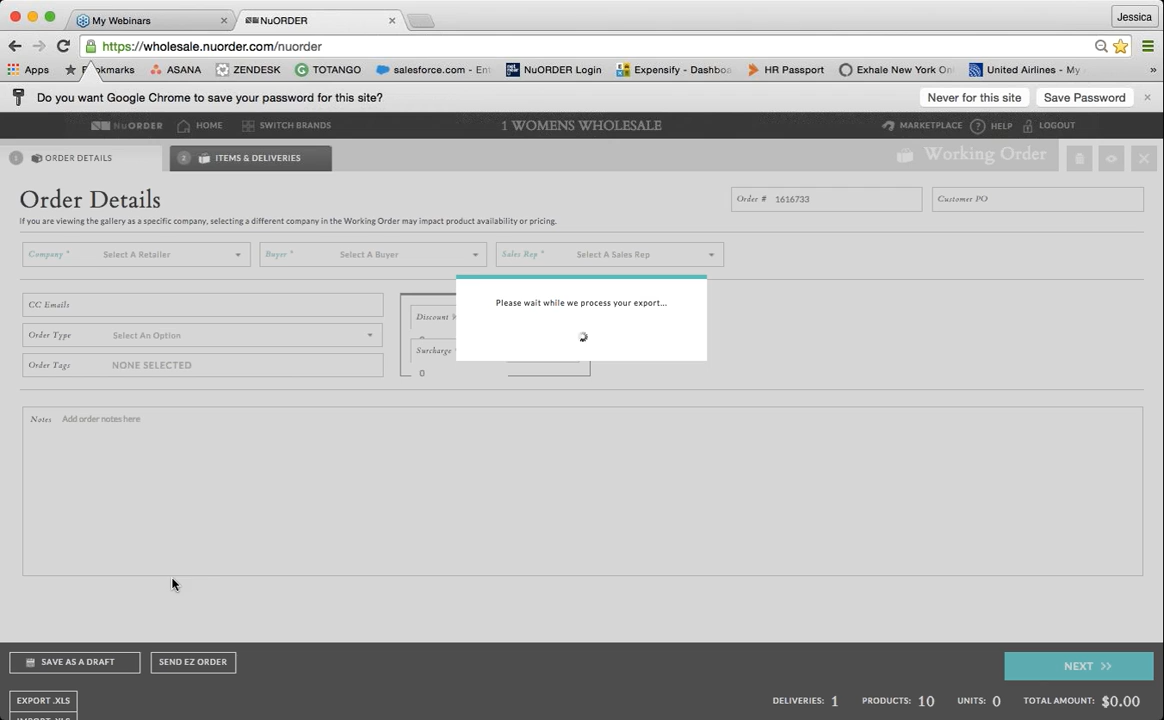 My Webinars
NuORDER
Jessica
https://wholesale.nuorder.com/nuorder
Apps
Bookmarks
ASANA
ZENDESK
TOTANGO
salesforce.com - Ent
NuORDER Login
Expensify - Dashboa
HR Passport
Exhale New York On
United Airlines - My
»
Do you want Google Chrome to save your password for this site?
Never for this site
Save Password
NuORDER
HOME
SWITCH BRANDS
1 WOMENS WHOLESALE
MARKETPLACE
? HELP
LOGOUT
1 ORDER DETAILS
2 ITEMS & DELIVERIES
Working Order
Order Details
If you are viewing the gallery as a specific company, selecting a different company in the Working Order may impact product availability or pricing.
Order # 1616733
Customer PO
Company * Select A Retailer
Buyer * Select A Buyer
Sales Rep * Select A Sales Rep
Please wait while we process your export...
CC Emails
Order Type Select An Option
Order Tags NONE SELECTED
Discount %
Surcharge
0
Notes Add order notes here
SAVE AS A DRAFT
SEND EZ ORDER
NEXT »
EXPORT .XLS
DELIVERIES: 1 PRODUCTS: 10 UNITS: 0 TOTAL AMOUNT: $0.00
IMPORT .XLS